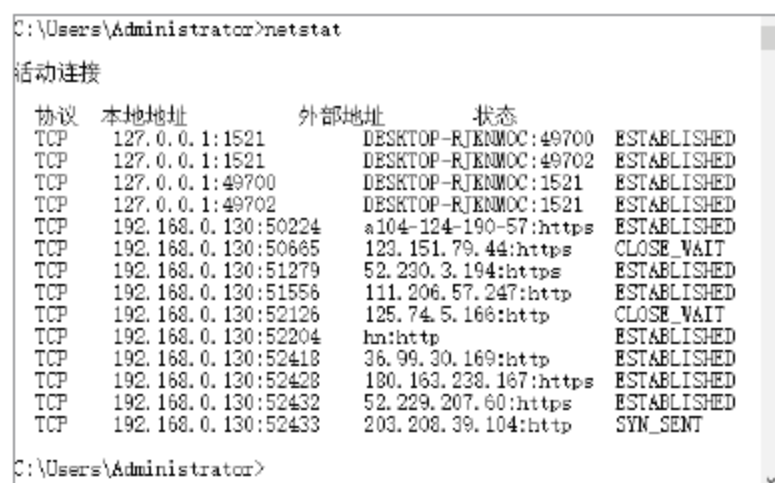 C:\Users\Administrator>netstat
活动连接
协议 本地地址 外部地址 状态
TCP 127.0.0.1:1521 DESKTOP-RJKNMOC:49700 ESTABLISHED
TCP 127.0.0.1:1521 DESKTOP-RJKNMOC:49702 ESTABLISHED
TCP 127.0.0.1:49700 DESKTOP-RJKNMOC:1521 ESTABLISHED
TCP 127.0.0.1:49702 DESKTOP-RJKNMOC:1521 ESTABLISHED
TCP 192.168.0.130:50224 a104-124-190-57:https ESTABLISHED
TCP 192.168.0.130:50665 123.151.79.44:https CLOSE_WAIT
TCP 192.168.0.130:51279 52.230.3.194:https ESTABLISHED
TCP 192.168.0.130:51556 111.206.57.247:http ESTABLISHED
TCP 192.168.0.130:52126 125.74.5.166:http CLOSE_WAIT
TCP 192.168.0.130:52204 hn:http ESTABLISHED
TCP 192.168.0.130:52418 36.99.30.169:http ESTABLISHED
TCP 192.168.0.130:52428 180.163.238.167:https ESTABLISHED
TCP 192.168.0.130:52432 52.229.207.60:https ESTABLISHED
TCP 192.168.0.130:52433 203.208.39.104:http SYN_SENT
C:\Users\Administrator>